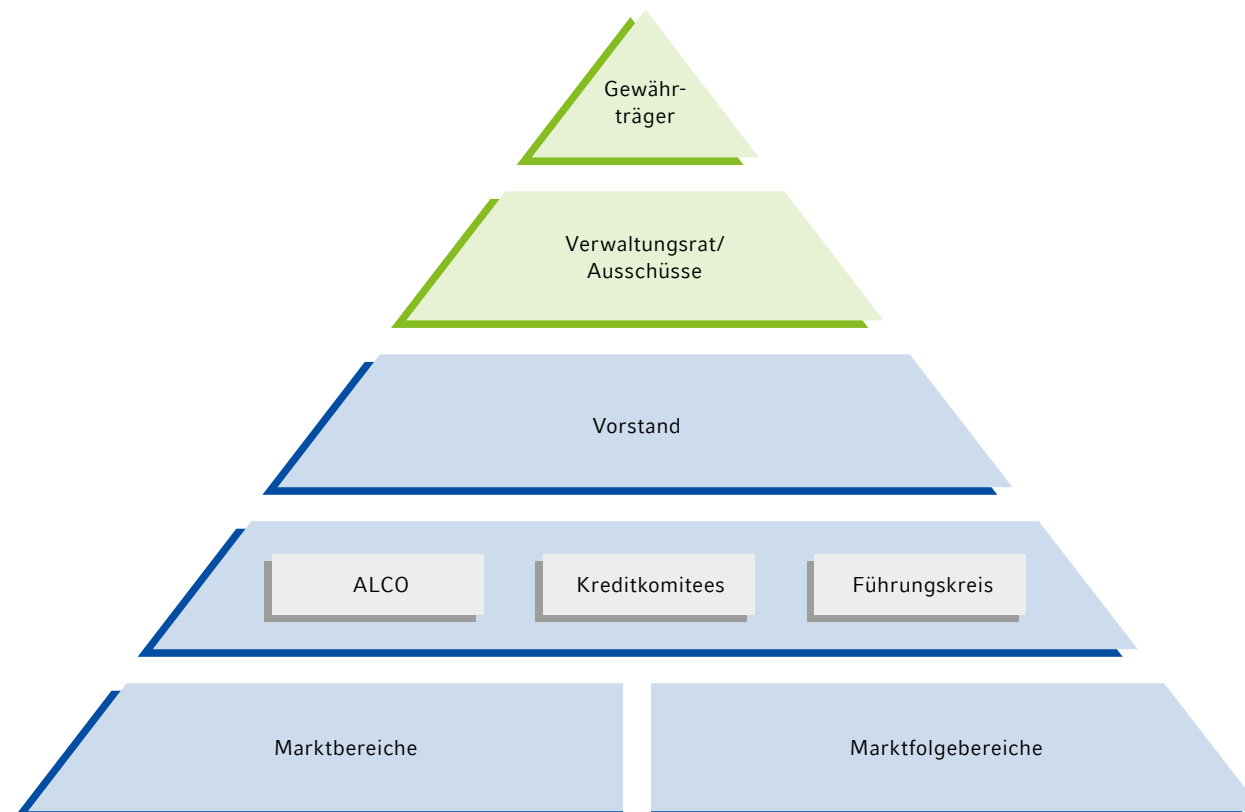 Gewähr-
träger
Verwaltungsrat/
Ausschüsse
Vorstand
ALCO
Kreditkomitees
Führungskreis
Marktbereiche
Marktfolgebereiche